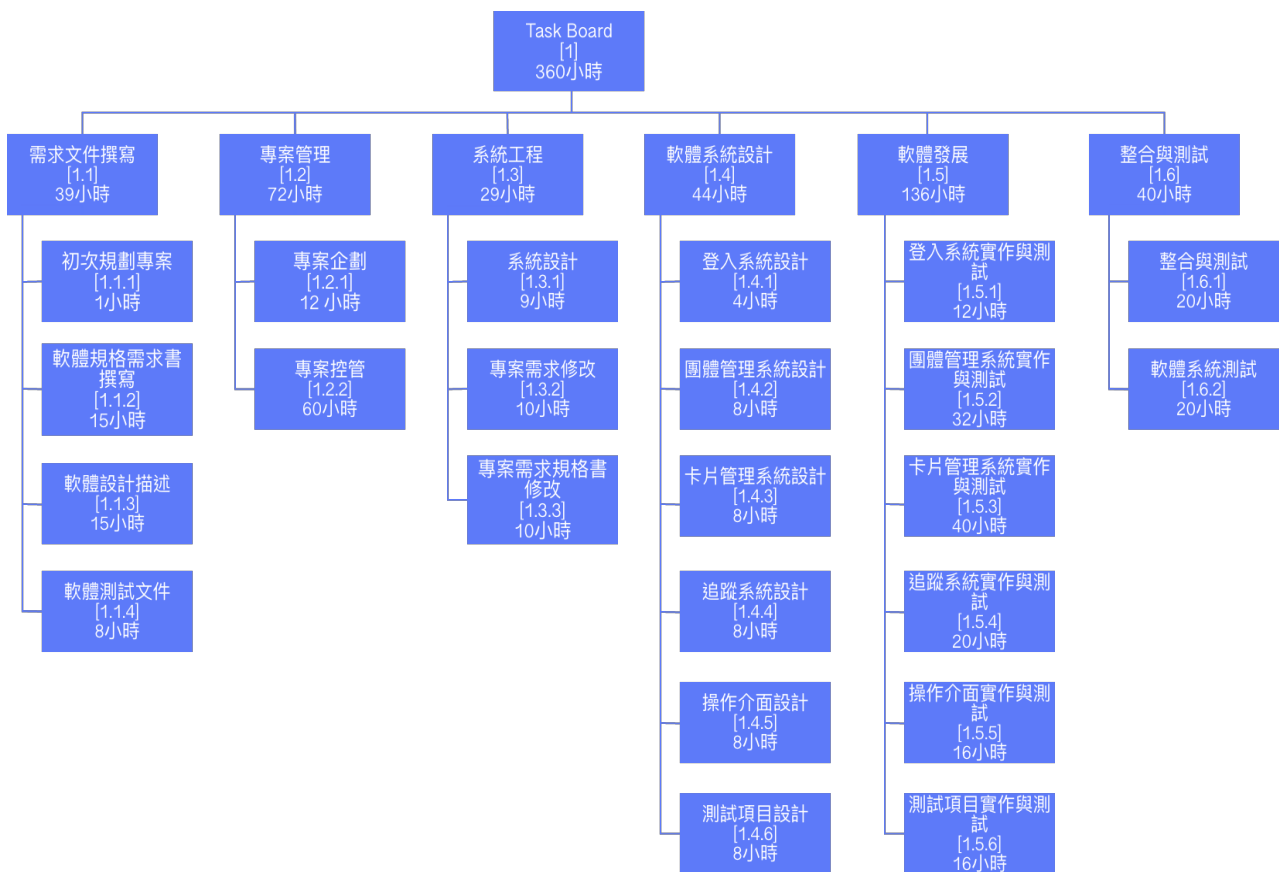 Task Board
[1]
360小時
需求文件撰寫
[1.1]
39小時
專案管理
[1.2]
72小時
系統工程
[1.3]
29小時
軟體系統設計
[1.4]
44小時
軟體發展
[1.5]
136小時
整合與測試
[1.6]
40小時
初次規劃專案
[1.1.1]
1小時
軟體規格需求書
撰寫
[1.1.2]
15小時
軟體設計描述
[1.1.3]
15小時
軟體測試文件
[1.1.4]
8小時
專案企劃
[1.2.1]
12 小時
專案控管
[1.2.2]
60小時
系統設計
[1.3.1]
9小時
專案需求修改
[1.3.2]
10小時
專案需求規格書
修改
[1.3.3]
10小時
登入系統設計
[1.4.1]
4小時
團體管理系統設計
[1.4.2]
8小時
卡片管理系統設計
[1.4.3]
8小時
追蹤系統設計
[1.4.4]
8小時
操作介面設計
[1.4.5]
8小時
測試項目設計
[1.4.6]
8小時
登入系統實作與測
試
[1.5.1]
12小時
團體管理系統實作
與測試
[1.5.2]
32小時
卡片管理系統實作
與測試
[1.5.3]
40小時
追蹤系統實作與測
試
[1.5.4]
20小時
操作介面實作與測
試
[1.5.5]
16小時
測試項目實作與測
試
[1.5.6]
16小時
整合與測試
[1.6.1]
20小時
軟體系統測試
[1.6.2]
20小時